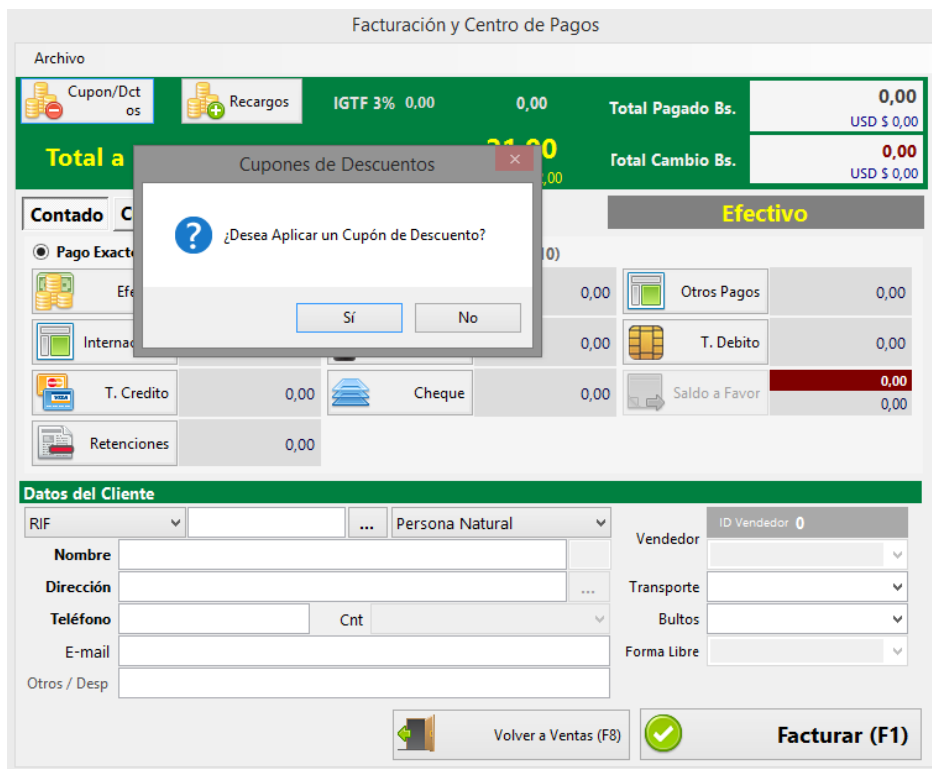 Facturación y Centro de Pagos
Archivo
Cupon/Dct
os
Recargos
IGTF 3% 0,00
0,00
Total Pagado Bs.
0,00
USD $ 0,00
Total a
Total Cambio Bs.
0,00
USD $ 0,00
Cupones de Descuentos
¿Desea Aplicar un Cupón de Descuento?
Sí
No
Contado
Efectivo
Pago Exact
0,00
Otros Pagos
0,00
Internac
0,00
T. Debito
0,00
T. Credito
0,00
Cheque
0,00
Saldo a Favor
0,00
0,00
Retenciones
0,00
Datos del Cliente
RIF
...
Persona Natural
Vendedor
ID Vendedor 0
Nombre
Dirección
...
Transporte
Teléfono
Cnt
Bultos
E-mail
Forma Libre
Otros / Desp
Volver a Ventas (F8)
Facturar (F1)